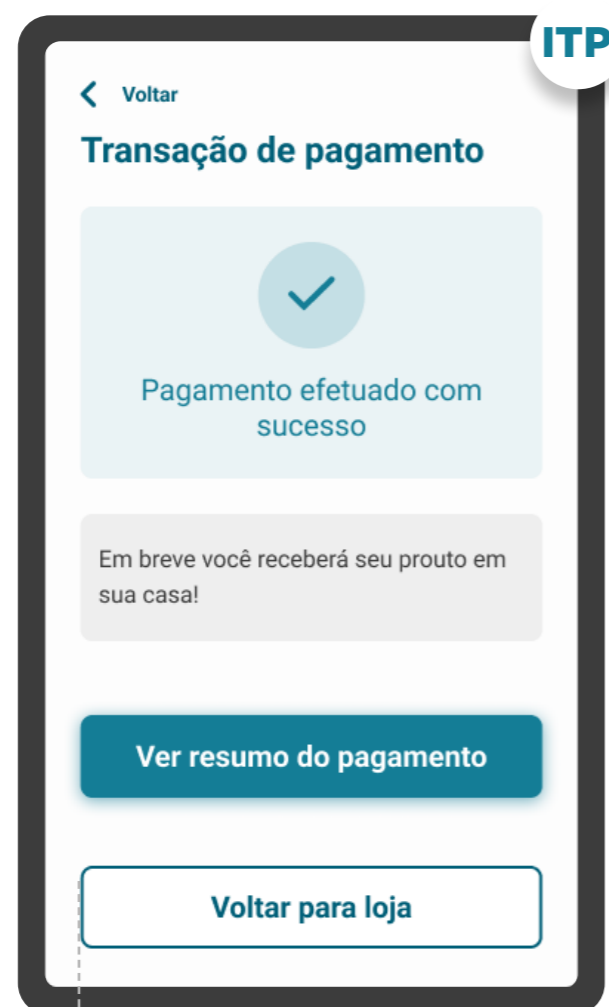 ITP
Voltar
Transação de pagamento
Pagamento efetuado com
sucesso
Em breve você receberá seu prouto em
sua casa!
Ver resumo do pagamento
Voltar para loja